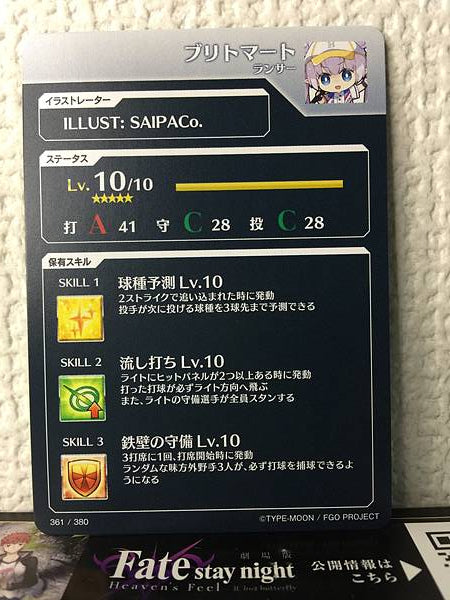 ブリトマート
ランサー
イラストレーター
ILLUST: SAIPACo.
ステータス
Lv. 10/10
★★★★★
打 A 41 守 C 28 投 C 28
保有スキル
SKILL 1 球種予測 Lv.10
2ストライクで追い込まれた時に発動
投手が次に投げる球種を3球先まで予測できる
SKILL 2 流し打ち Lv.10
ライトにヒットパネルが2つ以上ある時に発動
打った打球が必ずライト方向へ飛ぶ
また、ライトの守備選手が全員スタンする
SKILL 3 鉄壁の守備 Lv.10
3打席に1回、打席開始時に発動
ランダムな味方外野手3人が、必ず打球を捕球できるよ
うになる
361 / 380
©TYPE-MOON / FGO PROJECT
劇場版
Fate stay night
Heaven's Feel
II.lost butterfly
公開情報は
こちら